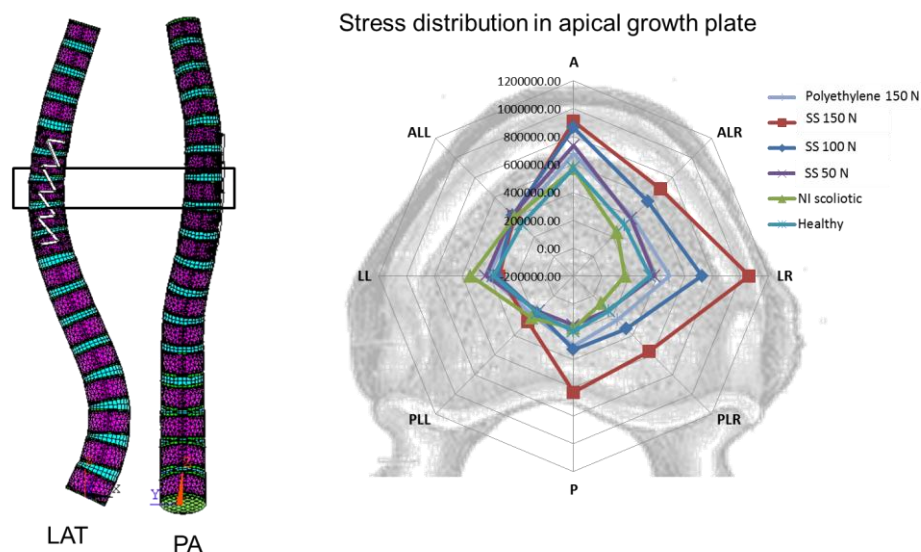 Stress distribution in apical growth plate
A
1200000.00
1000000.00
800000.00
600000.00
400000.00
200000.00
0.00
200000.00
ALL
ALR
LL
LR
PLL
PLR
P
Polyethylene 150 N
SS 150 N
SS 100 N
SS 50 N
NI scoliotic
Healthy
X
Y
LAT
PA